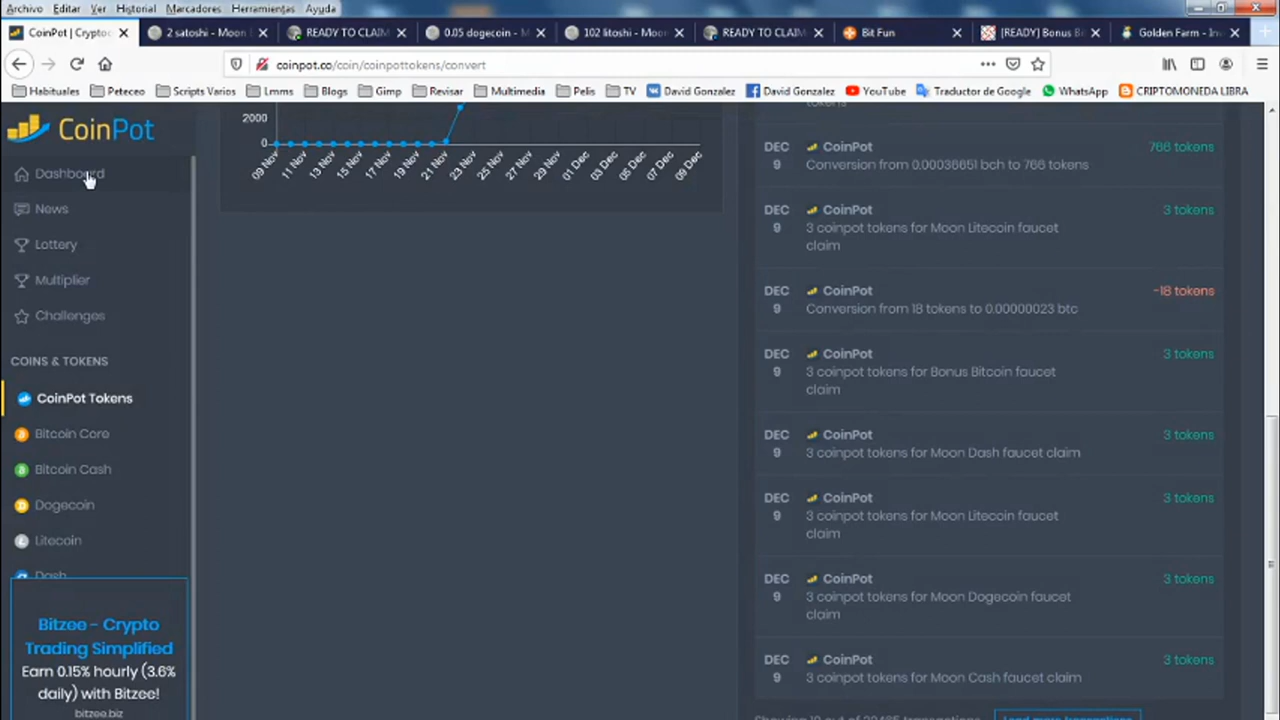 Archivo Editar Ver Historial Marcadores Herramientas Ayuda
CoinPot | Cryptoc
2 satoshi - Moon
READY TO CLAIM
0.05 dogecoin - M
102 litoshi - Moon
READY TO CLAIM
Bit Fun
[READY] Bonus B
Golden Farm - Inv
coinpot.co/coin/coinpottokens/convert
Habituales Peteceo Scripts Varios Lmms Blogs Gimp Revisar Multimedia Pelis TV David Gonzalez David Gonzalez YouTube Traductor de Google WhatsApp CRIPTOMONEDA LIBRA
CoinPot
Dashboard
News
Lottery
Multiplier
Challenges
COINS & TOKENS
CoinPot Tokens
Bitcoin Core
Bitcoin Cash
Dogecoin
Litecoin
Dash
Bitzee - Crypto
Trading Simplified
Earn 0.15% hourly (3.6%
daily) with Bitzee!
bitzee.biz
2000
0
09 Nov 11 Nov 13 Nov 15 Nov 17 Nov 19 Nov 21 Nov 23 Nov 25 Nov 27 Nov 29 Nov 01 Dec 03 Dec 05 Dec 07 Dec 09 Dec
tokens
DEC 9 CoinPot 766 tokens
Conversion from 0.00036651 bch to 766 tokens
DEC 9 CoinPot 3 tokens
3 coinpot tokens for Moon Litecoin faucet
claim
DEC 9 CoinPot -18 tokens
Conversion from 18 tokens to 0.00000023 btc
DEC 9 CoinPot 3 tokens
3 coinpot tokens for Bonus Bitcoin faucet
claim
DEC 9 CoinPot 3 tokens
3 coinpot tokens for Moon Dash faucet claim
DEC 9 CoinPot 3 tokens
3 coinpot tokens for Moon Litecoin faucet
claim
DEC 9 CoinPot 3 tokens
3 coinpot tokens for Moon Dogecoin faucet
claim
DEC 9 CoinPot 3 tokens
3 coinpot tokens for Moon Cash faucet claim
Load more transactions